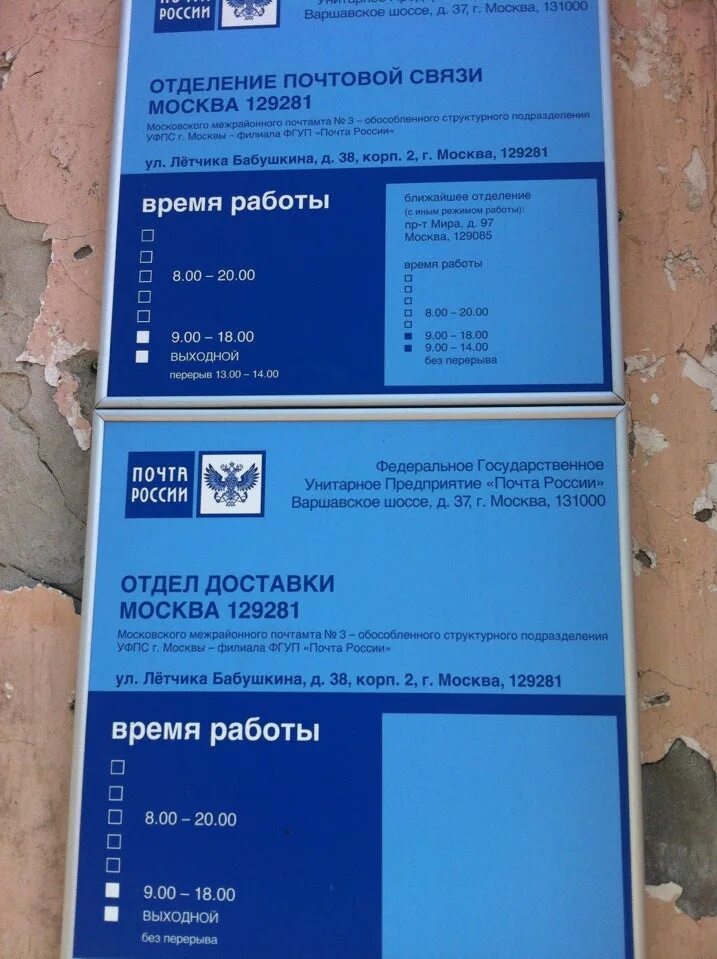 ПОЧТА
РОССИИ
Варшавское шоссе, д. 37, г. Москва, 131000
ОТДЕЛЕНИЕ ПОЧТОВОЙ СВЯЗИ
МОСКВА 129281
Московского межрайонного почтамта № 3 – обособленного структурного подразделения
УФПС г. Москвы – филиала ФГУП «Почта России»
ул. Лётчика Бабушкина, д. 38, корп. 2, г. Москва, 129281
время работы
8.00 – 20.00
9.00 – 18.00
ВЫХОДНОЙ
перерыв 13.00 – 14.00
ближайшее отделение
(с иным режимом работы):
пр-т Мира, д. 97
Москва, 129085
время работы
8.00 – 20.00
9.00 – 18.00
9.00 – 14.00
без перерыва
ПОЧТА
РОССИИ
Федеральное Государственное
Унитарное Предприятие «Почта России»
Варшавское шоссе, д. 37, г. Москва, 131000
ОТДЕЛ ДОСТАВКИ
МОСКВА 129281
Московского межрайонного почтамта № 3 – обособленного структурного подразделения
УФПС г. Москвы – филиала ФГУП «Почта России»
ул. Лётчика Бабушкина, д. 38, корп. 2, г. Москва, 129281
время работы
8.00 – 20.00
9.00 – 18.00
ВЫХОДНОЙ
без перерыва